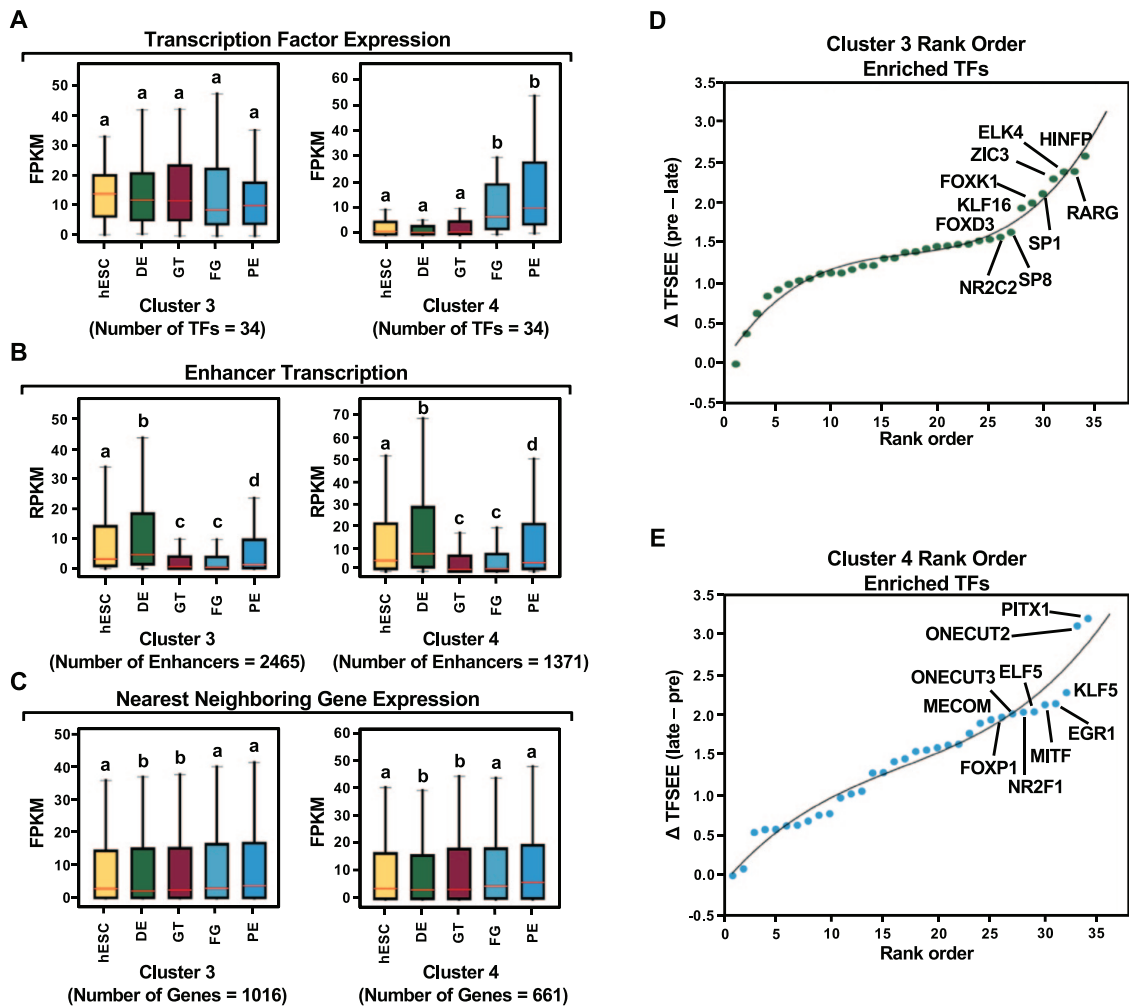 A
Transcription Factor Expression
FPKM
50
40
30
20
10
0
a
a
a
a
a
hESC
DE
GT
FG
PE
Cluster 3
(Number of TFs = 34)
FPKM
60
50
40
30
20
10
0
a
a
a
b
b
hESC
DE
GT
FG
PE
Cluster 4
(Number of TFs = 34)
B
Enhancer Transcription
RPKM
50
40
30
20
10
0
a
b
c
c
d
hESC
DE
GT
FG
PE
Cluster 3
(Number of Enhancers = 2465)
RPKM
70
60
50
40
30
20
10
0
a
b
c
c
d
hESC
DE
GT
FG
PE
Cluster 4
(Number of Enhancers = 1371)
C
Nearest Neighboring Gene Expression
FPKM
50
40
30
20
10
0
a
b
b
a
a
hESC
DE
GT
FG
PE
Cluster 3
(Number of Genes = 1016)
FPKM
60
50
40
30
20
10
0
a
b
b
a
a
hESC
DE
GT
FG
PE
Cluster 4
(Number of Genes = 661)
D
Cluster 3 Rank Order
Enriched TFs
Δ TFSEE (pre – late)
3.5
3.0
2.5
2.0
1.5
1.0
0.5
0.0
-0.5
ELK4
HINFP
ZIC3
FOXK1
KLF16
FOXD3
RARG
SP1
SP8
NR2C2
0
5
10
15
20
25
30
35
Rank order
E
Cluster 4 Rank Order
Enriched TFs
Δ TFSEE (late – pre)
3.5
3.0
2.5
2.0
1.5
1.0
0.5
0.0
-0.5
PITX1
ONECUT2
ONECUT3
ELF5
MECOM
KLF5
EGR1
MITF
FOXP1
NR2F1
0
5
10
15
20
25
30
35
Rank order